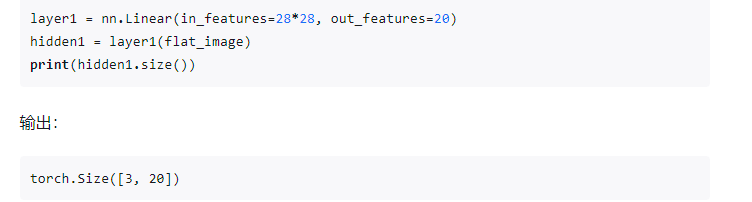 layer1 = nn.Linear(in_features=28*28, out_features=20)
hidden1 = layer1(flat_image)
print(hidden1.size())
输出：
torch.Size([3, 20])